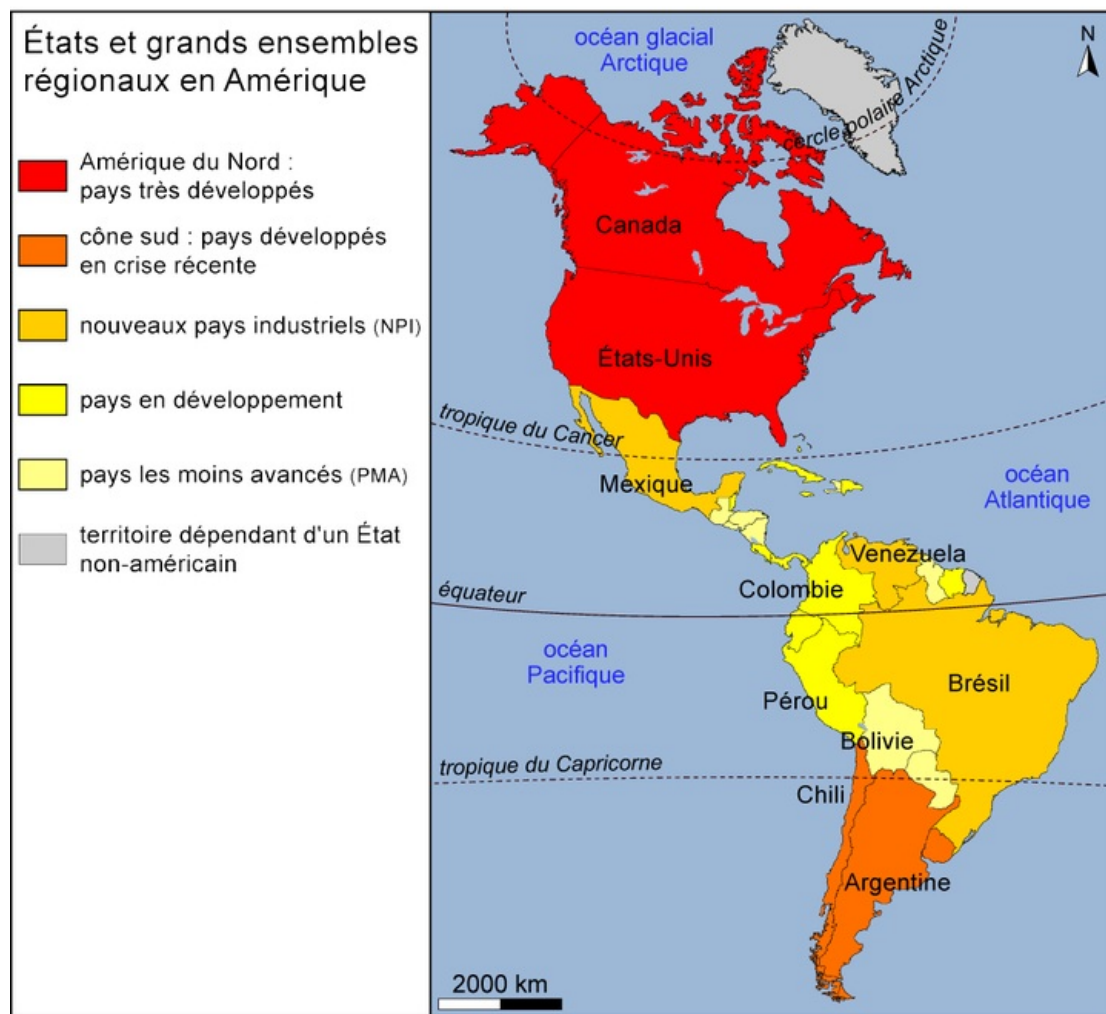 États et grands ensembles
régionaux en Amérique
Amérique du Nord :
pays très développés
cône sud : pays développés
en crise récente
nouveaux pays industriels (NPI)
pays en développement
pays les moins avancés (PMA)
territoire dépendant d'un État
non-américain
océan glacial
Arctique
N
cercle polaire Arctique
Canada
États-Unis
tropique du Cancer
Mexique
océan
Atlantique
Venezuela
Colombie
équateur
océan
Pacifique
Brésil
Pérou
Bolivie
tropique du Capricorne
Chili
Argentine
2000 km